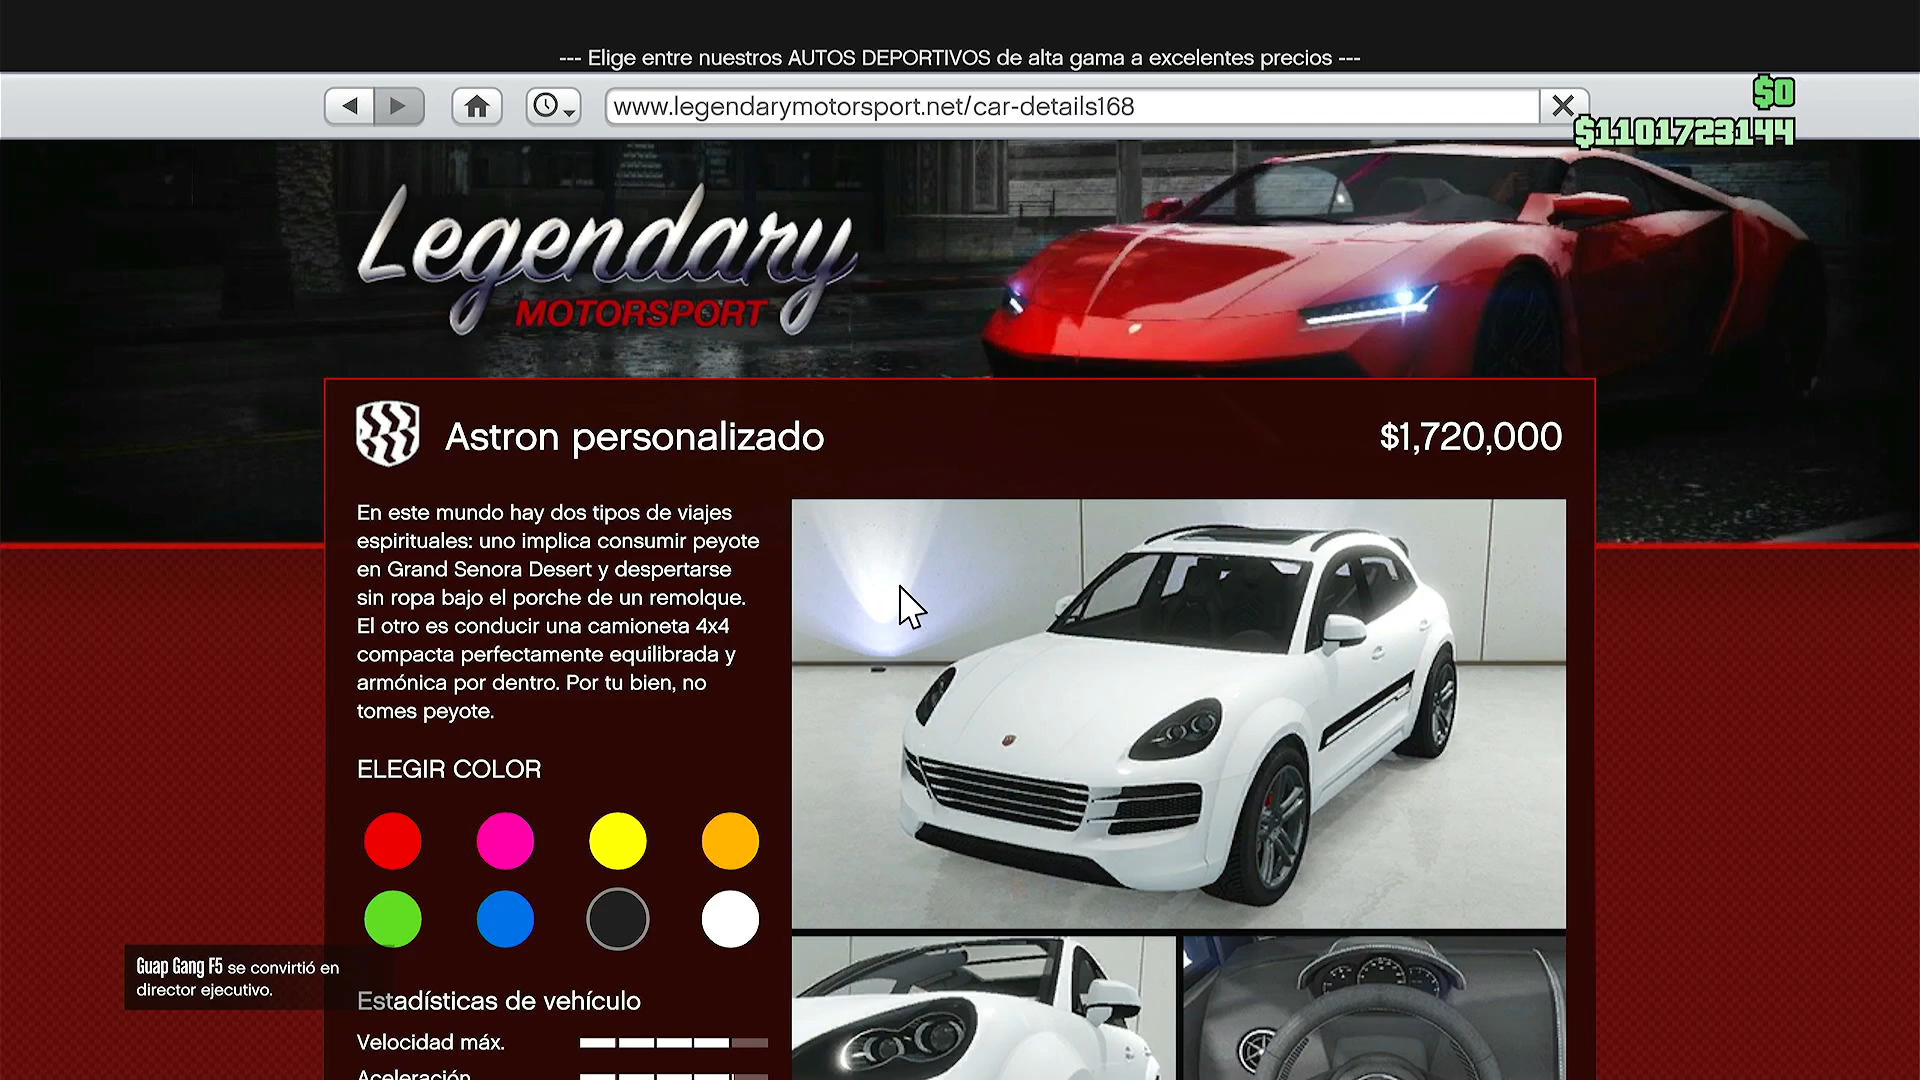 --- Elige entre nuestros AUTOS DEPORTIVOS de alta gama a excelentes precios ---
www.legendarymotorsport.net/car-details168
$0
$1101723144
Legendary
MOTORSPORT
Astron personalizado
$1,720,000
En este mundo hay dos tipos de viajes
espirituales: uno implica consumir peyote
en Grand Senora Desert y despertarse
sin ropa bajo el porche de un remolque.
El otro es conducir una camioneta 4x4
compacta perfectamente equilibrada y
armónica por dentro. Por tu bien, no
tomes peyote.
ELEGIR COLOR
Guap Gang F5 se convirtió en
director ejecutivo.
Estadísticas de vehículo
Velocidad máx.
Aceleración